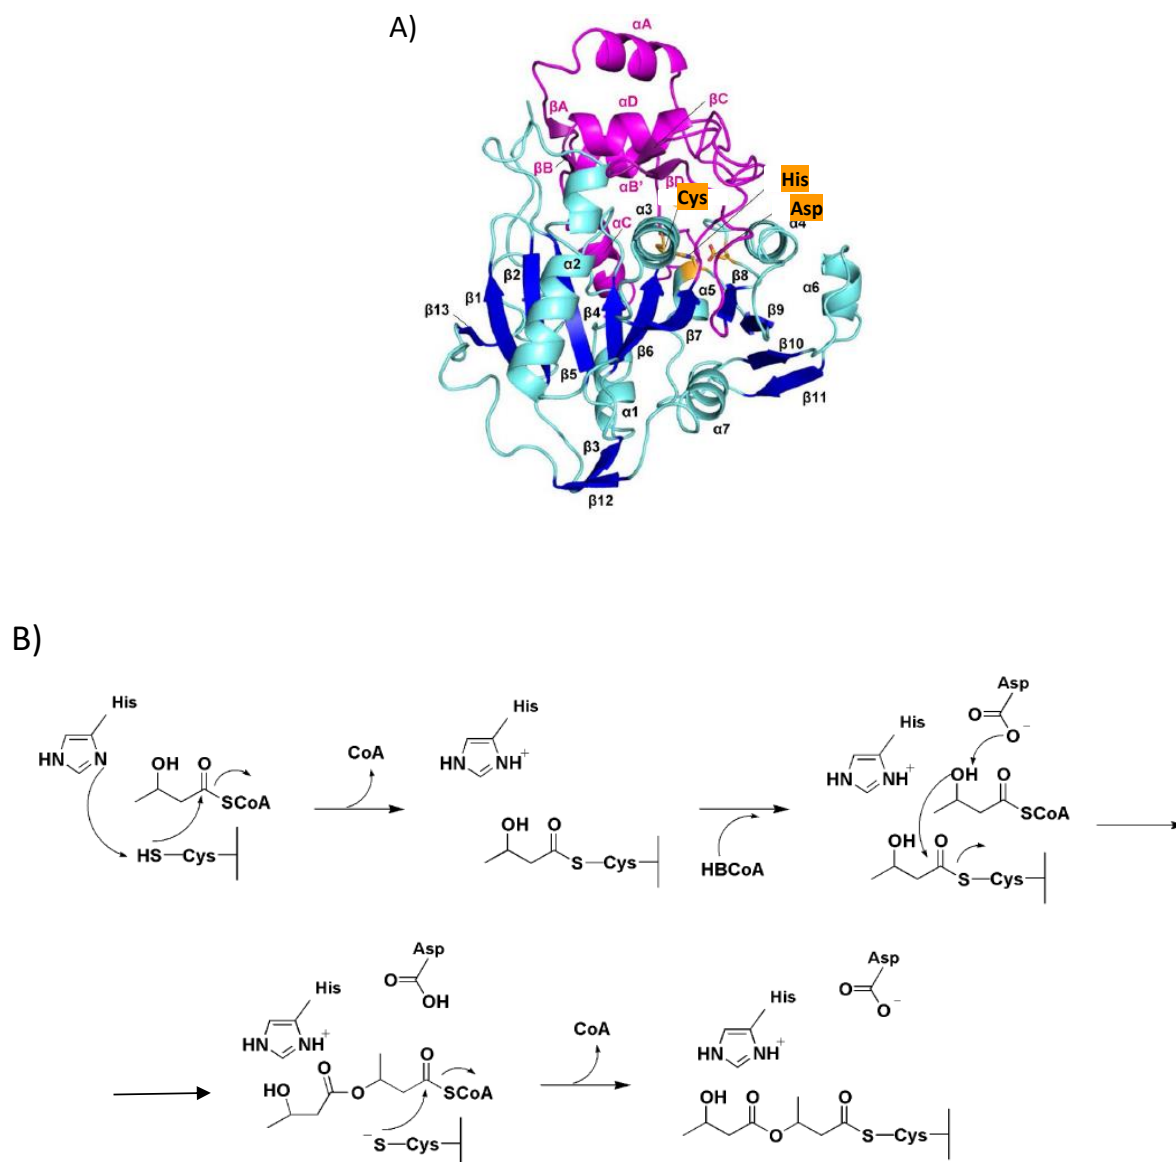 A)
αA
βA
αD
βC
βB
αB'
βD
His
Cys
Asp
α3
α4
αC
α2
β2
β1
β13
β4
α5
β8
α6
β9
β7
β6
β5
β10
β11
α1
α7
β3
β12
B)
His
HN
N
OH
O
SCoA
HS—Cys
CoA
His
HN
NH+
OH
O
S—Cys
HBCoA
Asp
O
O −
His
HN
NH+
OH
O
SCoA
OH
O
S—Cys
Asp
O
OH
His
HN
NH+
O
O
HO
O
SCoA
−S—Cys
CoA
Asp
O
O −
His
HN
NH+
OH
O
O
O
S—Cys